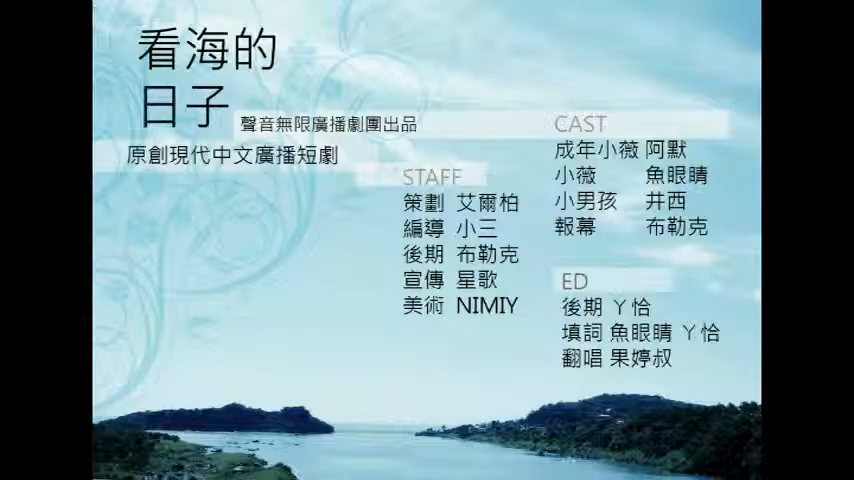 看海的
日子
聲音無限廣播劇團出品
原創現代中文廣播短劇
STAFF
策劃 艾爾柏
編導 小三
後期 布勒克
宣傳 星歌
美術 NIMIY
CAST
成年小薇 阿默
小薇 魚眼睛
小男孩 井西
報幕 布勒克
ED
後期 ㄚ恰
填詞 魚眼睛 ㄚ恰
翻唱 果婷叔